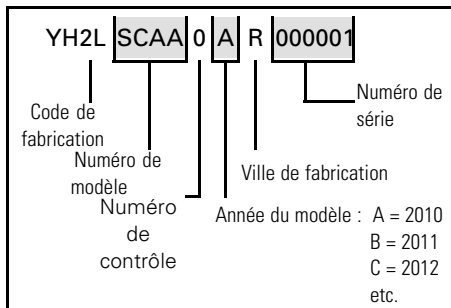 YH2L SCAA 0 A R 000001
Numéro de
série
Code de
fabrication
Numéro de
modèle
Ville de fabrication
Numéro
de
contrôle
Année du modèle : A = 2010
B = 2011
C = 2012
etc.